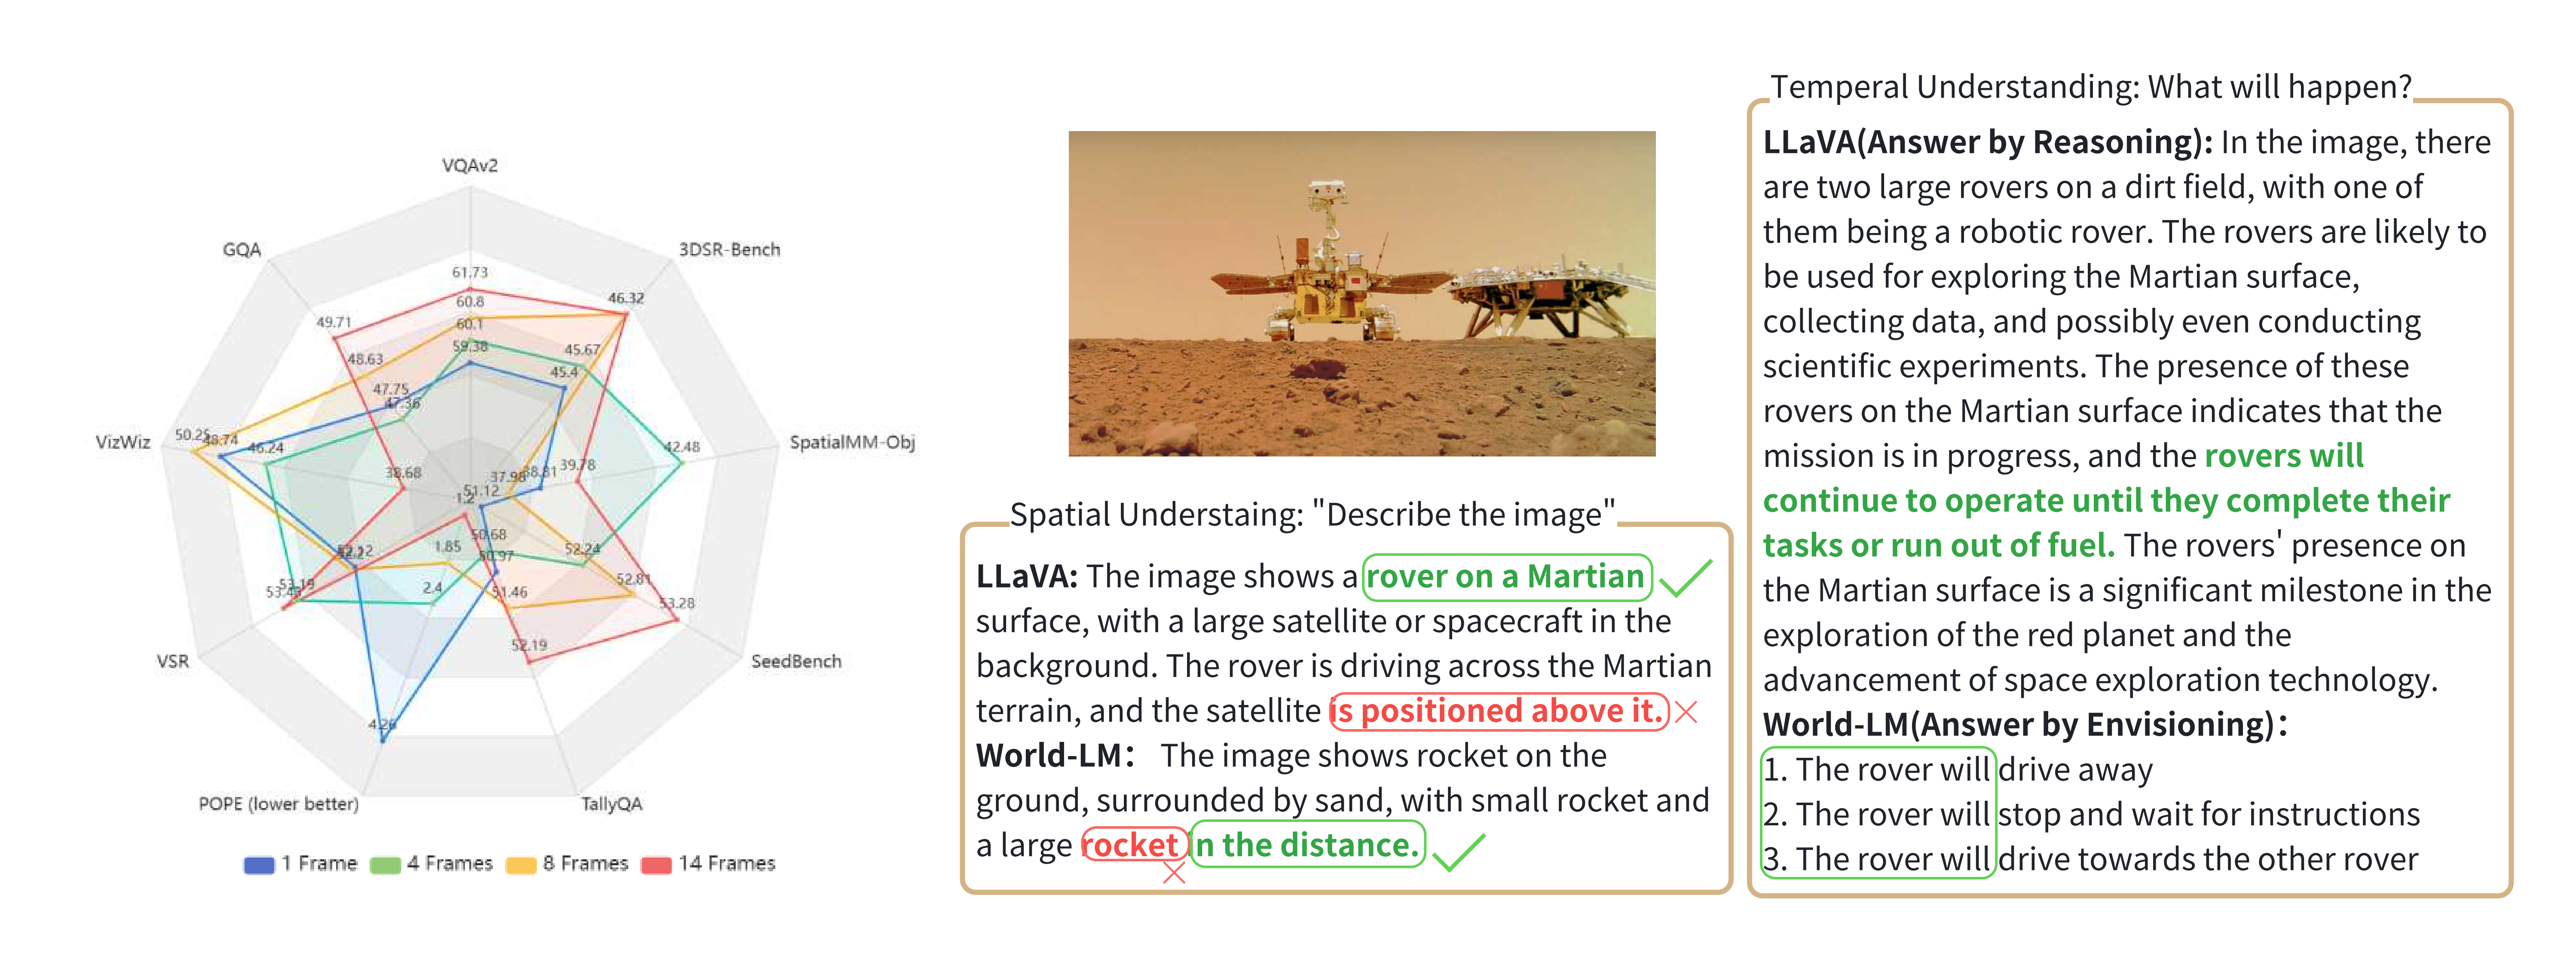 VQAv2
GQA
3DSR-Bench
61.73
60.8
46.32
49.71
60.1
59.38
45.67
48.63
45.4
47.75
47.36
VizWiz
50.25
48.74
46.24
42.48
SpatialMM-Obj
38.68
37.98
38.81
39.78
51.12
1.2
50.68
50.97
1.85
52.24
52.12
53.19
2.4
51.46
52.81
53.28
52.19
VSR
SeedBench
4.26
POPE (lower better)
TallyQA
1 Frame 4 Frames 8 Frames 14 Frames
Spatial Understaing: "Describe the image"
LLaVA: The image shows a rover on a Martian
surface, with a large satellite or spacecraft in the
background. The rover is driving across the Martian
terrain, and the satellite is positioned above it.
World-LM: The image shows rocket on the
ground, surrounded by sand, with small rocket and
a large rocket in the distance.
Temperal Understanding: What will happen?
LLaVA(Answer by Reasoning): In the image, there
are two large rovers on a dirt field, with one of
them being a robotic rover. The rovers are likely to
be used for exploring the Martian surface,
collecting data, and possibly even conducting
scientific experiments. The presence of these
rovers on the Martian surface indicates that the
mission is in progress, and the rovers will
continue to operate until they complete their
tasks or run out of fuel. The rovers' presence on
the Martian surface is a significant milestone in the
exploration of the red planet and the
advancement of space exploration technology.
World-LM(Answer by Envisioning):
1. The rover will drive away
2. The rover will stop and wait for instructions
3. The rover will drive towards the other rover